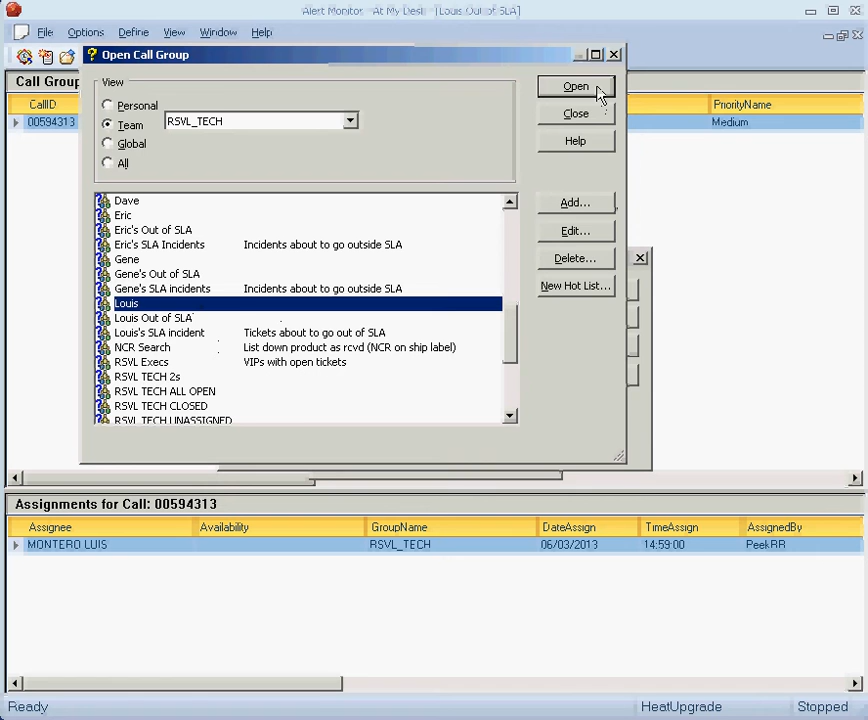 Alert Monitor - At My Desk - [Louis Out of SLA]
File Options Define View Window Help
Open Call Group
Call Group
CallID PriorityName
00594313 Medium
View
Personal
Team RSVL_TECH
Global
All
Open
Close
Help
Add...
Edit...
Delete...
New Hot List...
Dave
Eric
Eric's Out of SLA
Eric's SLA Incidents Incidents about to go outside SLA
Gene
Gene's Out of SLA
Gene's SLA incidents Incidents about to go outside SLA
Louis
Louis Out of SLA
Louis's SLA incident Tickets about to go out of SLA
NCR Search List down product as rcvd (NCR on ship label)
RSVL Execs VIPs with open tickets
RSVL TECH 2s
RSVL TECH ALL OPEN
RSVL TECH CLOSED
RSVL TECH UNASSIGNED
Assignments for Call: 00594313
Assignee Availability GroupName DateAssign TimeAssign AssignedBy
MONTERO LUIS RSVL_TECH 06/03/2013 14:59:00 PeekRR
Ready HeatUpgrade Stopped